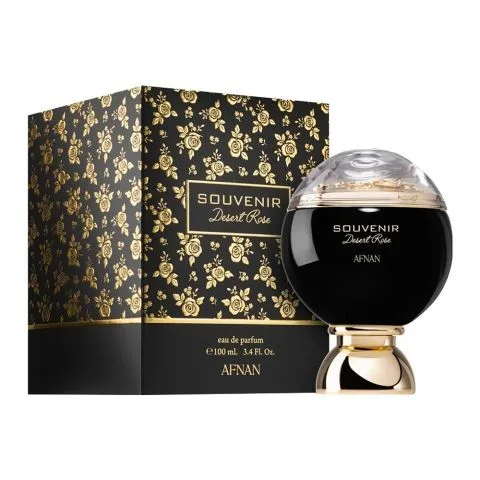 SOUVENIR
Desert Rose
eau de parfum
℮100 ml. 3.4 Fl. Oz.
AFNAN
SOUVENIR
Desert Rose
AFNAN